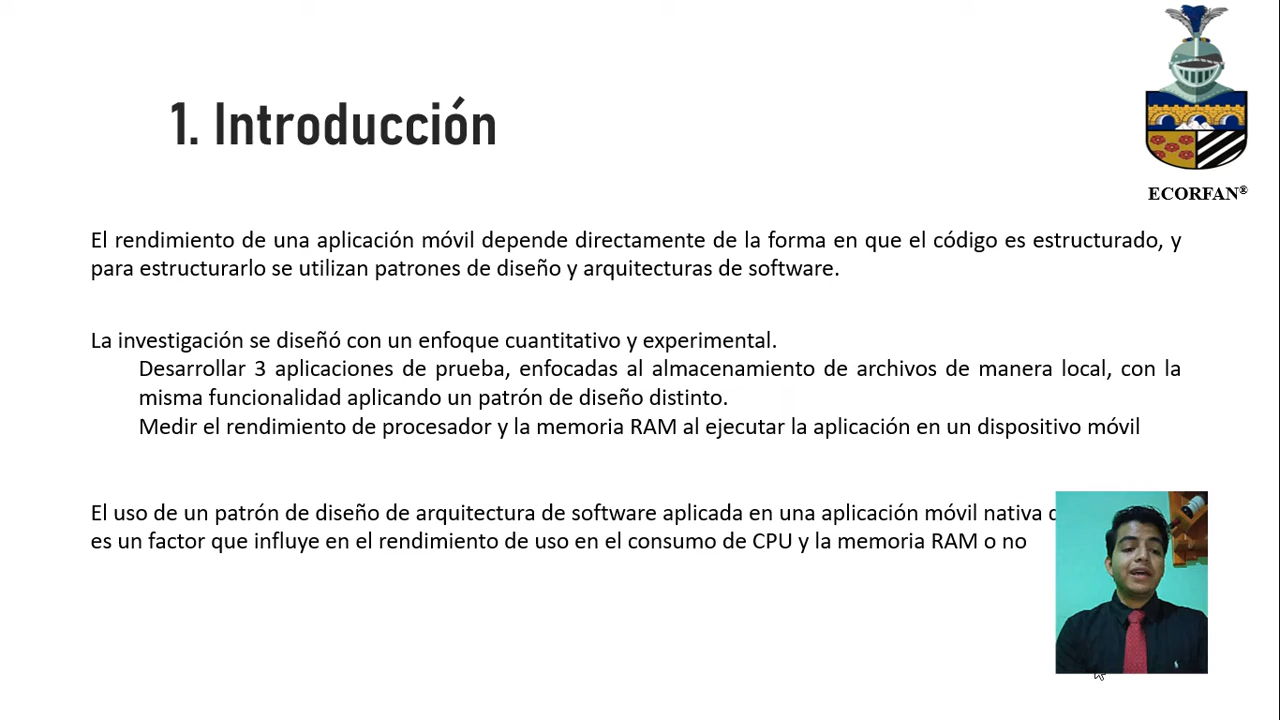 1. Introducción
ECORFAN®
El rendimiento de una aplicación móvil depende directamente de la forma en que el código es estructurado, y
para estructurarlo se utilizan patrones de diseño y arquitecturas de software.
La investigación se diseñó con un enfoque cuantitativo y experimental.
Desarrollar 3 aplicaciones de prueba, enfocadas al almacenamiento de archivos de manera local, con la
misma funcionalidad aplicando un patrón de diseño distinto.
Medir el rendimiento de procesador y la memoria RAM al ejecutar la aplicación en un dispositivo móvil
El uso de un patrón de diseño de arquitectura de software aplicada en una aplicación móvil nativa
es un factor que influye en el rendimiento de uso en el consumo de CPU y la memoria RAM o no